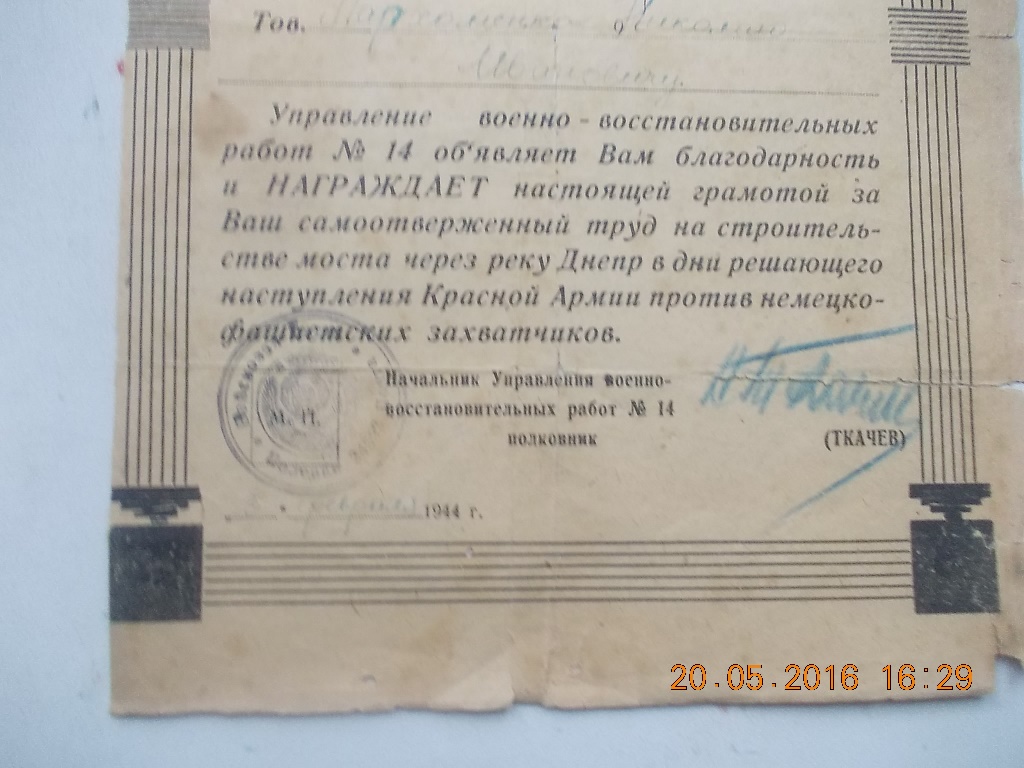 Тов. Пархоменко
Управление военно-восстановительных
работ № 14 об'являет Вам благодарность
и НАГРАЖДАЕТ настоящей грамотой за
Ваш самоотверженный труд на строитель-
стве моста через реку Днепр в дни решающего
наступления Красной Армии против немецко-
фашистских захватчиков.
Начальник Управления военно-
восстановительных работ № 14
полковник
(ТКАЧЕВ)
М. П.
февраля 1944 г.
20.05.2016 16:29